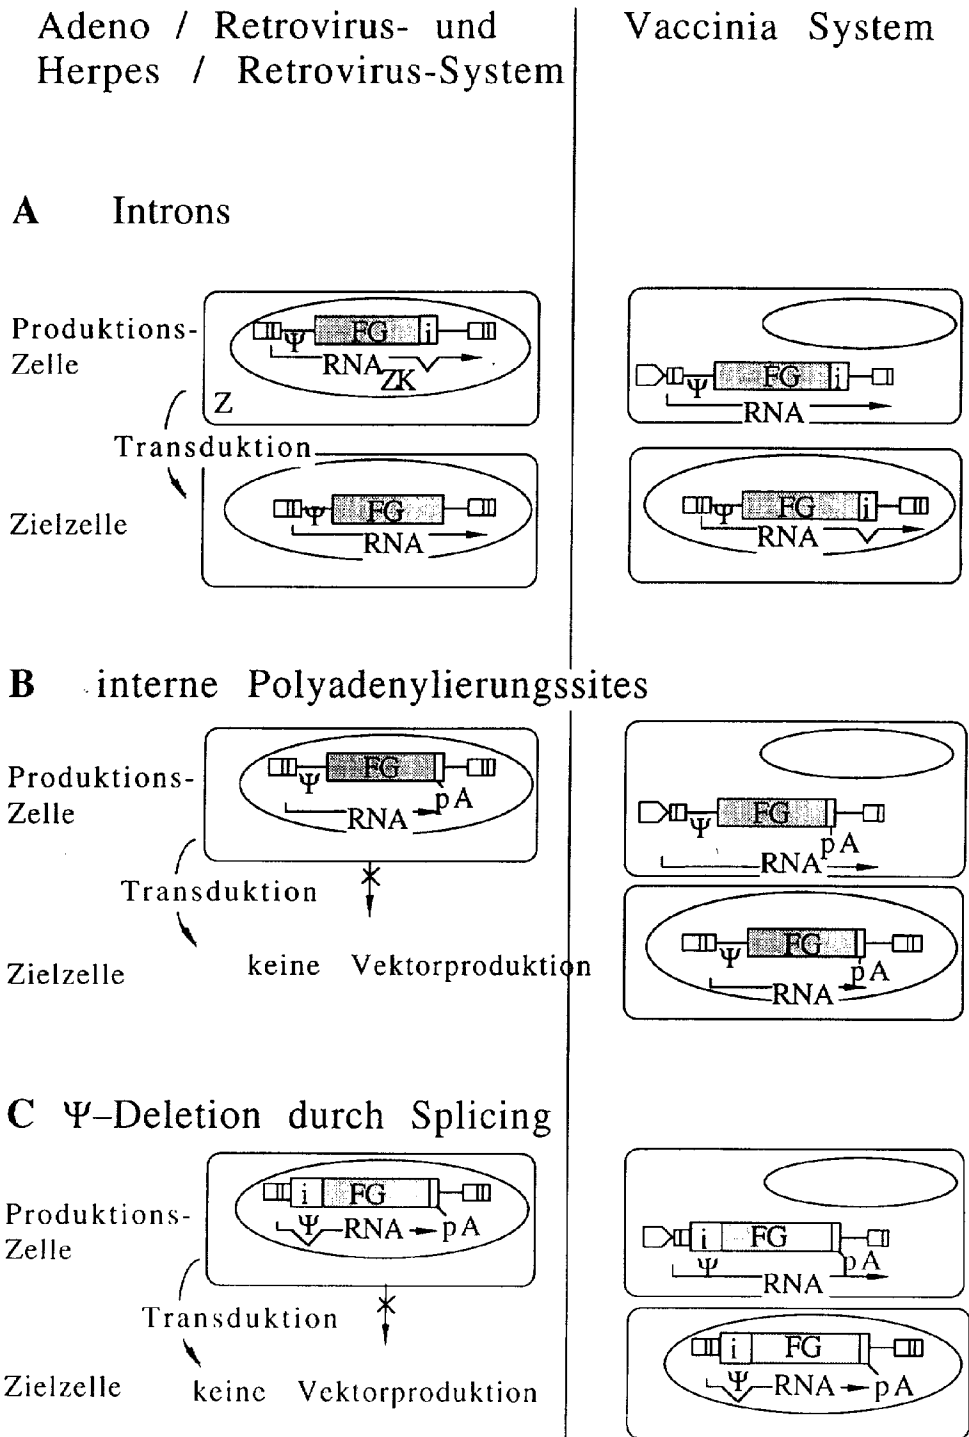 Adeno / Retrovirus- und
Herpes / Retrovirus-System
Vaccinia System
A Introns
Produktions-
Zelle
FG i
Ψ
RNA
ZK
Z
Transduktion
Zielzelle
Ψ FG
RNA
FG i
Ψ
RNA
Ψ FG i
RNA
B interne Polyadenylierungssites
Produktions-
Zelle
FG
Ψ
pA
RNA
Transduktion
Zielzelle
keine Vektorproduktion
FG
Ψ
pA
RNA
FG
Ψ
pA
RNA
C Ψ–Deletion durch Splicing
Produktions-
Zelle
i FG
Ψ RNA pA
Transduktion
Zielzelle
keine Vektorproduktion
i FG
Ψ pA
RNA
i FG
Ψ RNA pA